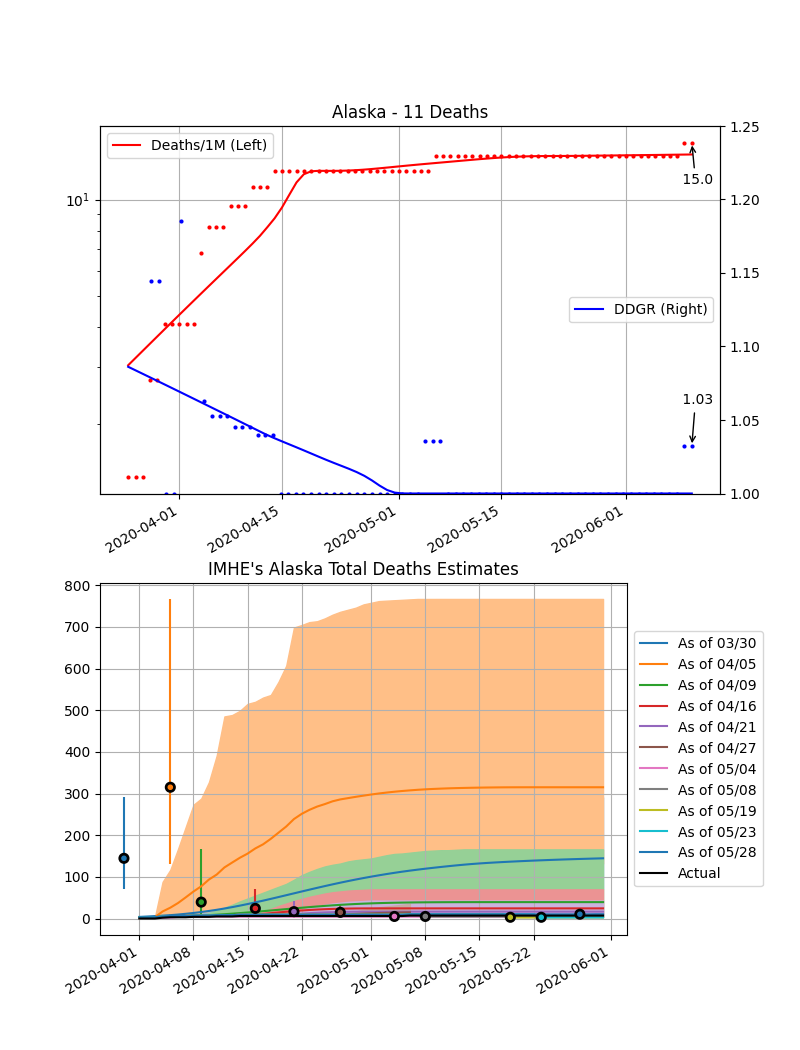 Alaska - 11 Deaths
Deaths/1M (Left)
DDGR (Right)
15.0
1.03
10¹
1.25
1.20
1.15
1.10
1.05
1.00
2020-04-01
2020-04-15
2020-05-01
2020-05-15
2020-06-01
IMHE's Alaska Total Deaths Estimates
800
700
600
500
400
300
200
100
0
2020-04-01
2020-04-08
2020-04-15
2020-04-22
2020-05-01
2020-05-08
2020-05-15
2020-05-22
2020-06-01
As of 03/30
As of 04/05
As of 04/09
As of 04/16
As of 04/21
As of 04/27
As of 05/04
As of 05/08
As of 05/19
As of 05/23
As of 05/28
Actual